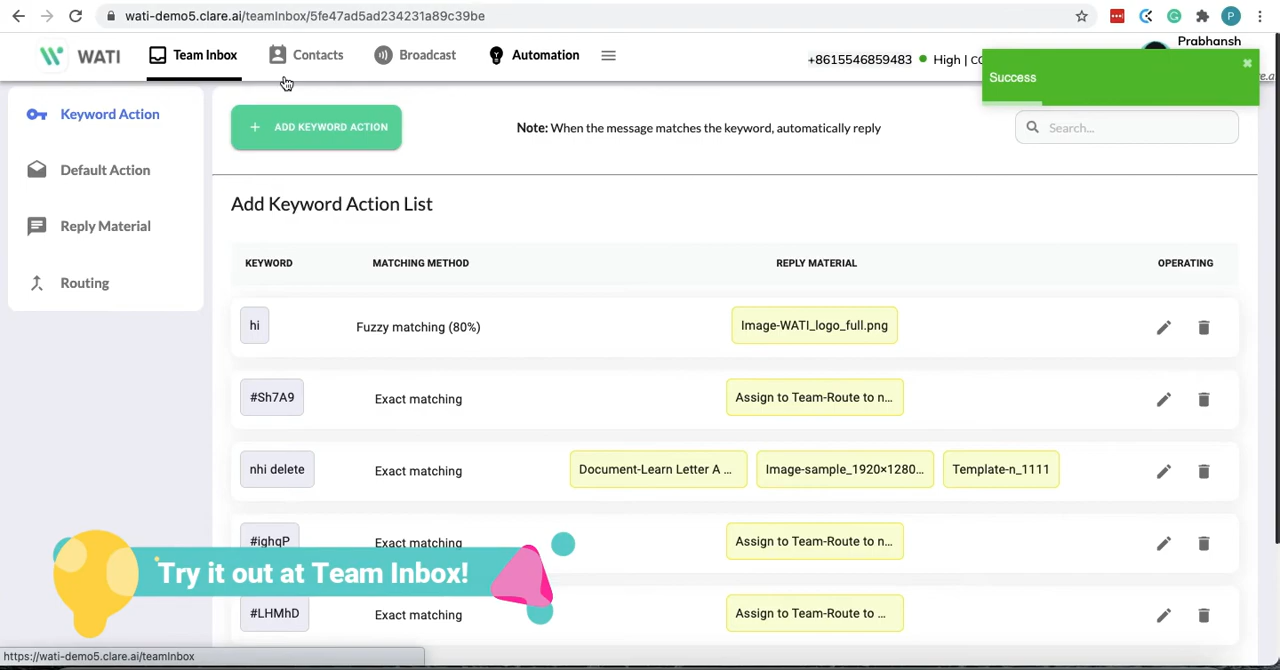 wati-demo5.clare.ai/teamInbox/5fe47ad5ad234231a89c39be
P
WATI
Team Inbox
Contacts
Broadcast
Automation
+8615546859483
High | CO
Prabhansh
Success
Keyword Action
Default Action
Reply Material
Routing
+ ADD KEYWORD ACTION
Note: When the message matches the keyword, automatically reply
Search...
Add Keyword Action List
KEYWORD MATCHING METHOD REPLY MATERIAL OPERATING
hi Fuzzy matching (80%) Image-WATI_logo_full.png
#Sh7A9 Exact matching Assign to Team-Route to n...
nhi delete Exact matching Document-Learn Letter A ... Image-sample_1920×1280... Template-n_1111
#ighqP Exact matching Assign to Team-Route to n...
Try it out at Team Inbox!
#LHMhD Exact matching Assign to Team-Route to ...
https://wati-demo5.clare.ai/teamInbox